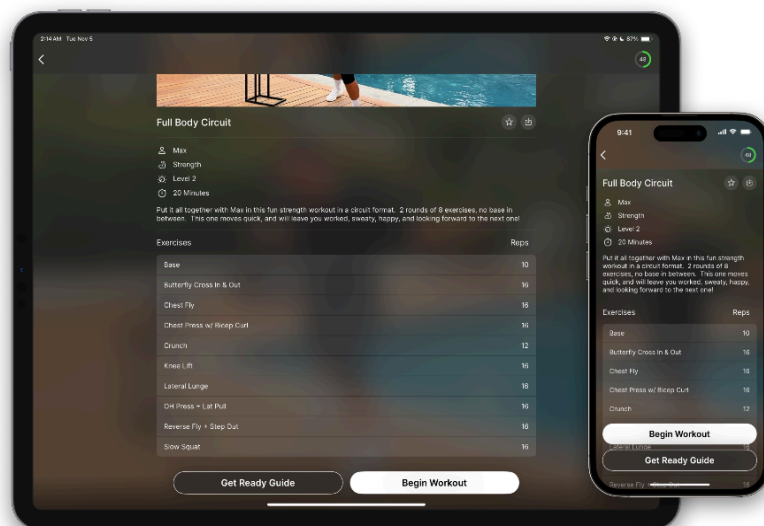 2:14 AM Tue Nov 5
87%
48
Full Body Circuit
Max
Strength
Level 2
20 Minutes
Put it all together with Max in this fun strength workout in a circuit format. 2 rounds of 8 exercises, no base in
between. This one moves quick, and will leave you worked, sweaty, happy, and looking forward to the next one!
Exercises Reps
Base 10
Butterfly Cross In & Out 16
Chest Fly 16
Chest Press w/ Bicep Curl 16
Crunch 12
Knee Lift 16
Lateral Lunge 16
OH Press + Lat Pull 16
Reverse Fly + Step Out 16
Slow Squat 16
Get Ready Guide
Begin Workout
9:41
48
Full Body Circuit
Max
Strength
Level 2
20 Minutes
Put it all together with Max in this fun strength
workout in a circuit format. 2 rounds of 8
exercises, no base in between. This one moves
quick, and will leave you worked, sweaty, happy,
and looking forward to the next one!
Exercises Reps
Base 10
Butterfly Cross In & Out 16
Chest Fly 16
Chest Press w/ Bicep Curl 16
Crunch 12
Begin Workout
Lateral Lunge 16
Get Ready Guide
Reverse Fly + Step Out 16